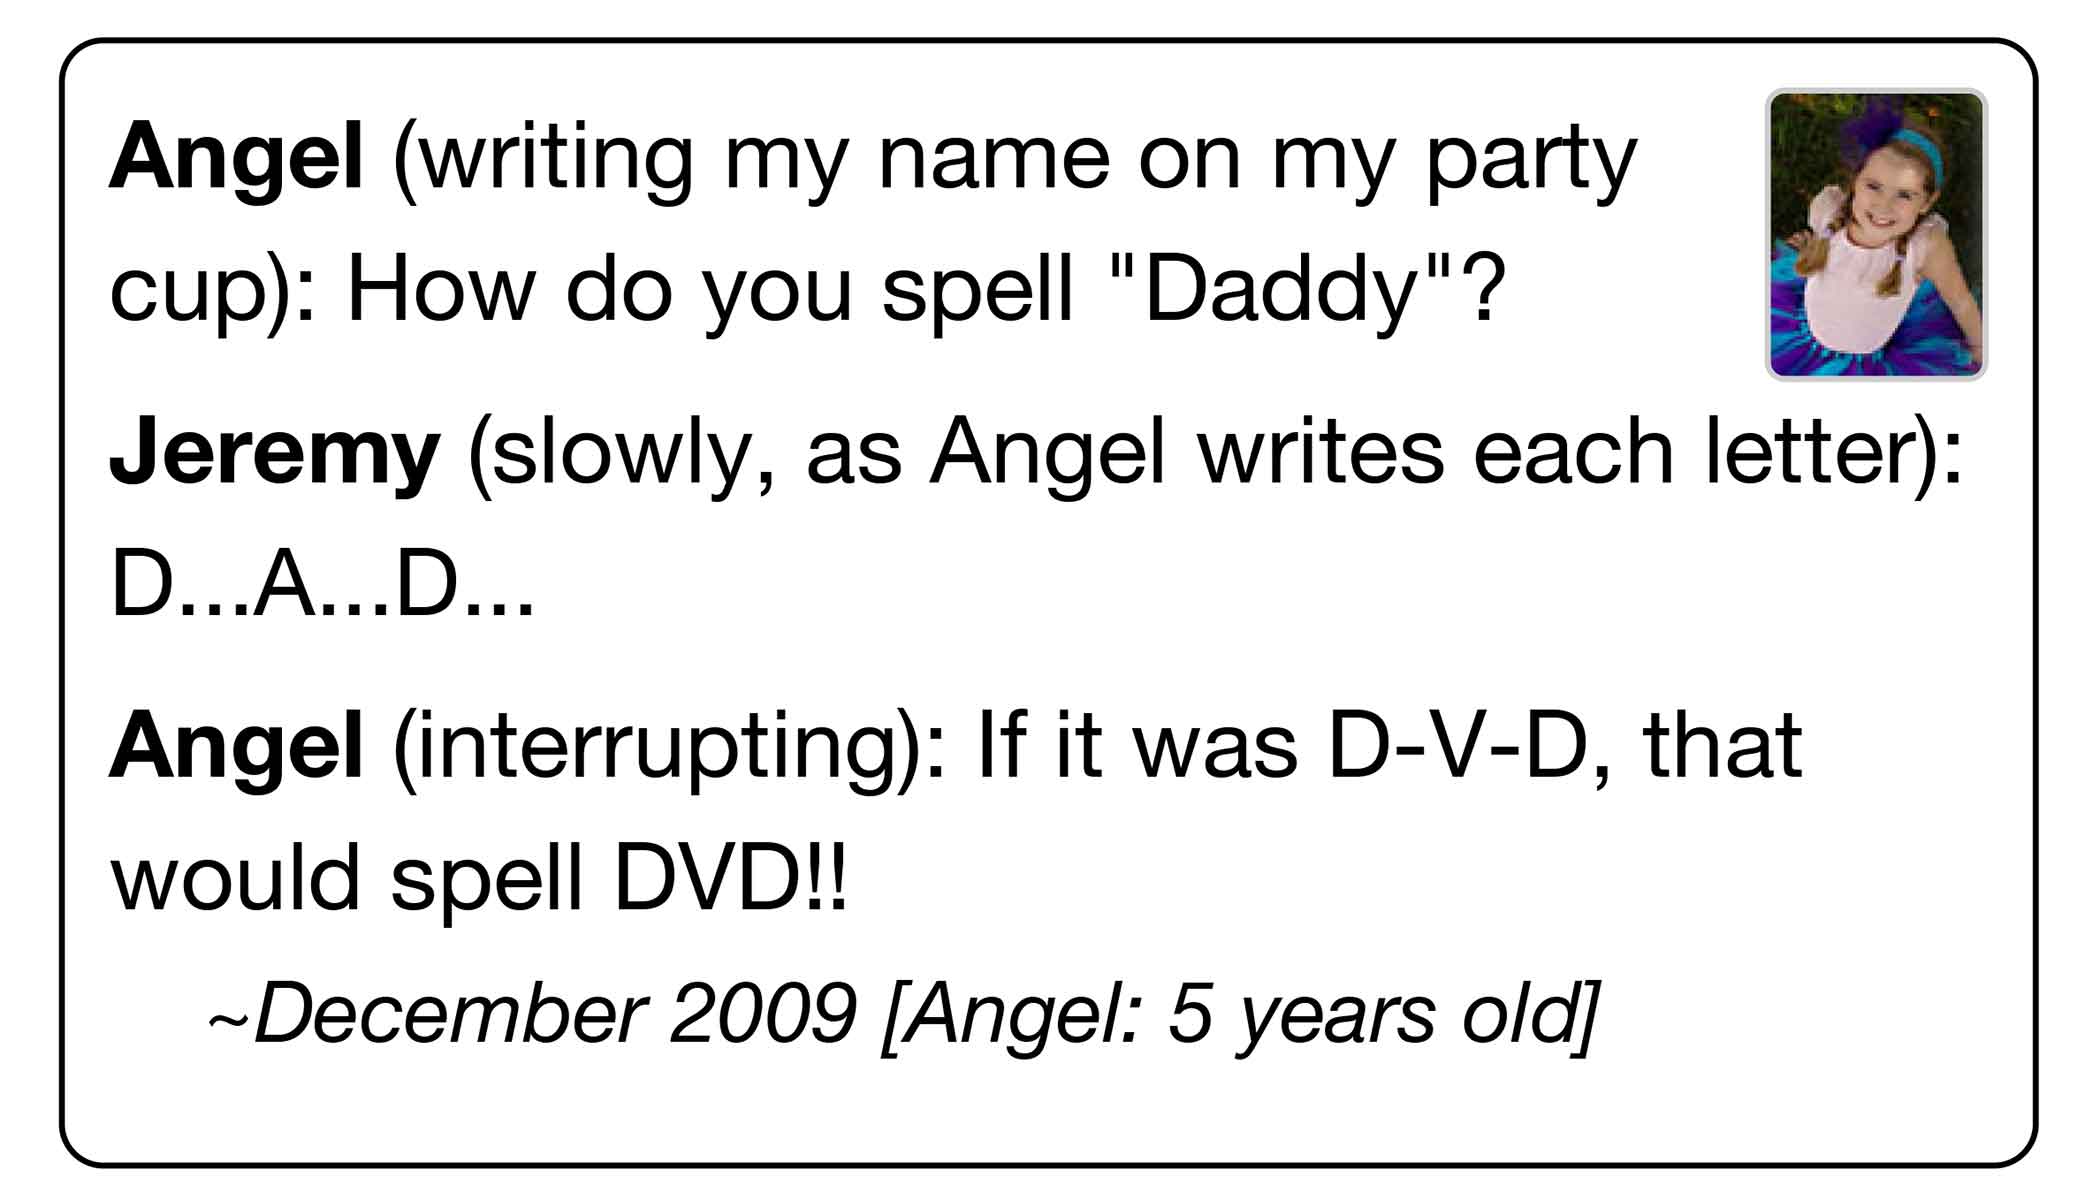 Angel (writing my name on my party
cup): How do you spell "Daddy"?
Jeremy (slowly, as Angel writes each letter):
D...A...D...
Angel (interrupting): If it was D-V-D, that
would spell DVD!!
~December 2009 [Angel: 5 years old]